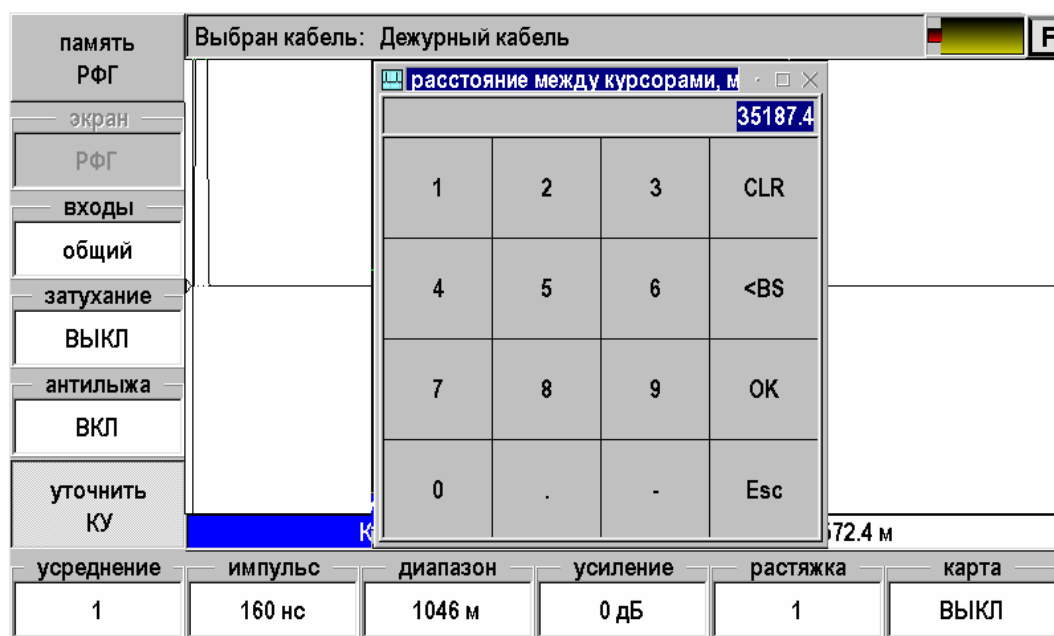 память
РФГ
Выбран кабель: Дежурный кабель
F
расстояние между курсорами, м
35187.4
экран
РФГ
входы
общий
затухание
ВЫКЛ
антилыжа
ВКЛ
уточнить
КУ
1 2 3 CLR
4 5 6 <BS
7 8 9 OK
0 . - Esc
72.4 м
усреднение импульс диапазон усиление растяжка карта
1 160 нс 1046 м 0 дБ 1 ВЫКЛ